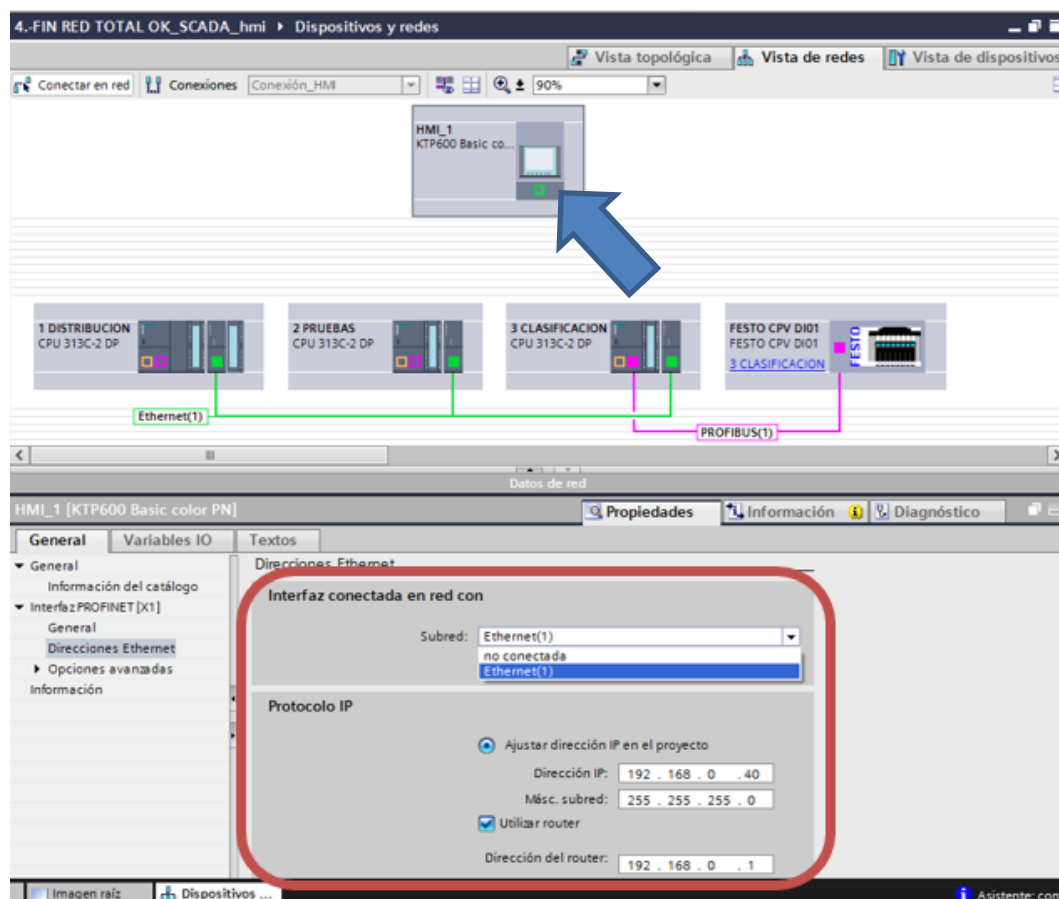 4.-FIN RED TOTAL OK_SCADA_hmi ▸ Dispositivos y redes
Vista topológica Vista de redes Vista de dispositivos
Conectar en red Conexiones Conexión_HMI 90%
HMI_1
KTP600 Basic co...
1 DISTRIBUCION
CPU 313C-2 DP
2 PRUEBAS
CPU 313C-2 DP
3 CLASIFICACION
CPU 313C-2 DP
FESTO CPV DI01
FESTO CPV DI01
3 CLASIFICACION
FESTO
Ethernet(1)
PROFIBUS(1)
Datos de red
HMI_1 [KTP600 Basic color PN]
Propiedades Información Diagnóstico
General Variables IO Textos
General
Información del catálogo
Interfaz PROFINET [X1]
General
Direcciones Ethernet
Opciones avanzadas
Información
Direcciones Ethernet
Interfaz conectada en red con
Subred: Ethernet(1)
no conectada
Ethernet(1)
Protocolo IP
Ajustar dirección IP en el proyecto
Dirección IP: 192 . 168 . 0 . 40
Másc. subred: 255 . 255 . 255 . 0
Utilizar router
Dirección del router: 192 . 168 . 0 . 1
Imagen raíz Dispositivos ... Asistente: con